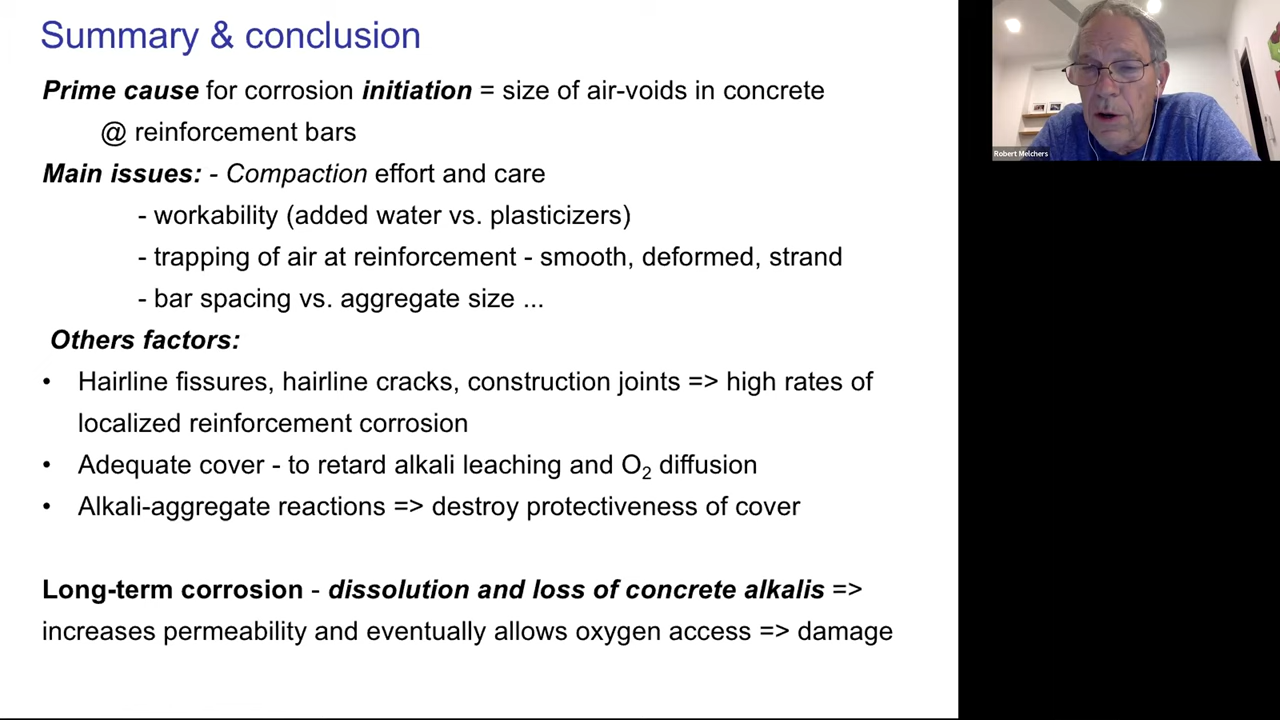 Summary & conclusion
Prime cause for corrosion initiation = size of air-voids in concrete
@ reinforcement bars
Main issues: - Compaction effort and care
- workability (added water vs. plasticizers)
- trapping of air at reinforcement - smooth, deformed, strand
- bar spacing vs. aggregate size ...
Others factors:
• Hairline fissures, hairline cracks, construction joints => high rates of
localized reinforcement corrosion
• Adequate cover - to retard alkali leaching and O2 diffusion
• Alkali-aggregate reactions => destroy protectiveness of cover
Long-term corrosion - dissolution and loss of concrete alkalis =>
increases permeability and eventually allows oxygen access => damage
Robert Melchers